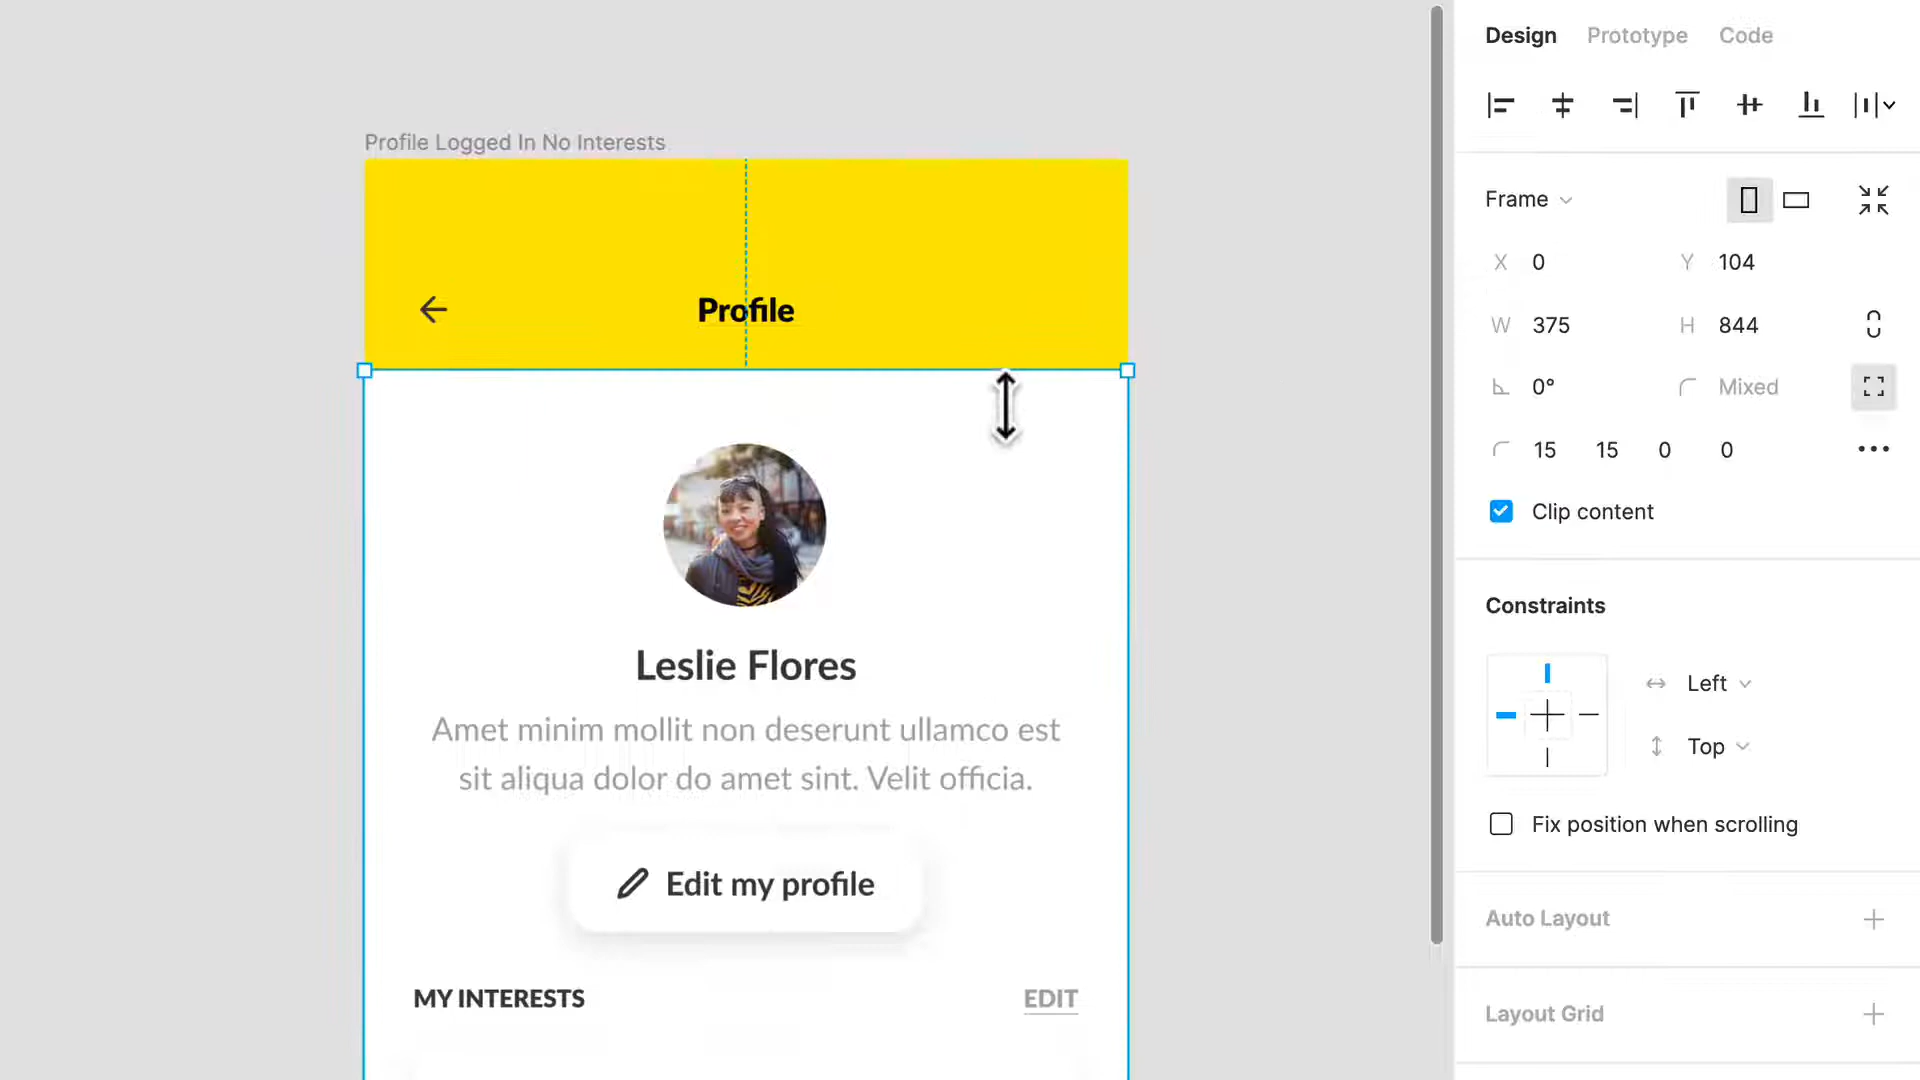 Design Prototype Code
Profile Logged In No Interests
Profile
Leslie Flores
Amet minim mollit non deserunt ullamco est
sit aliqua dolor do amet sint. Velit officia.
Edit my profile
MY INTERESTS EDIT
Frame
X 0 Y 104
W 375 H 844
0° Mixed
15 15 0 0
Clip content
Constraints
Left
Top
Fix position when scrolling
Auto Layout
Layout Grid